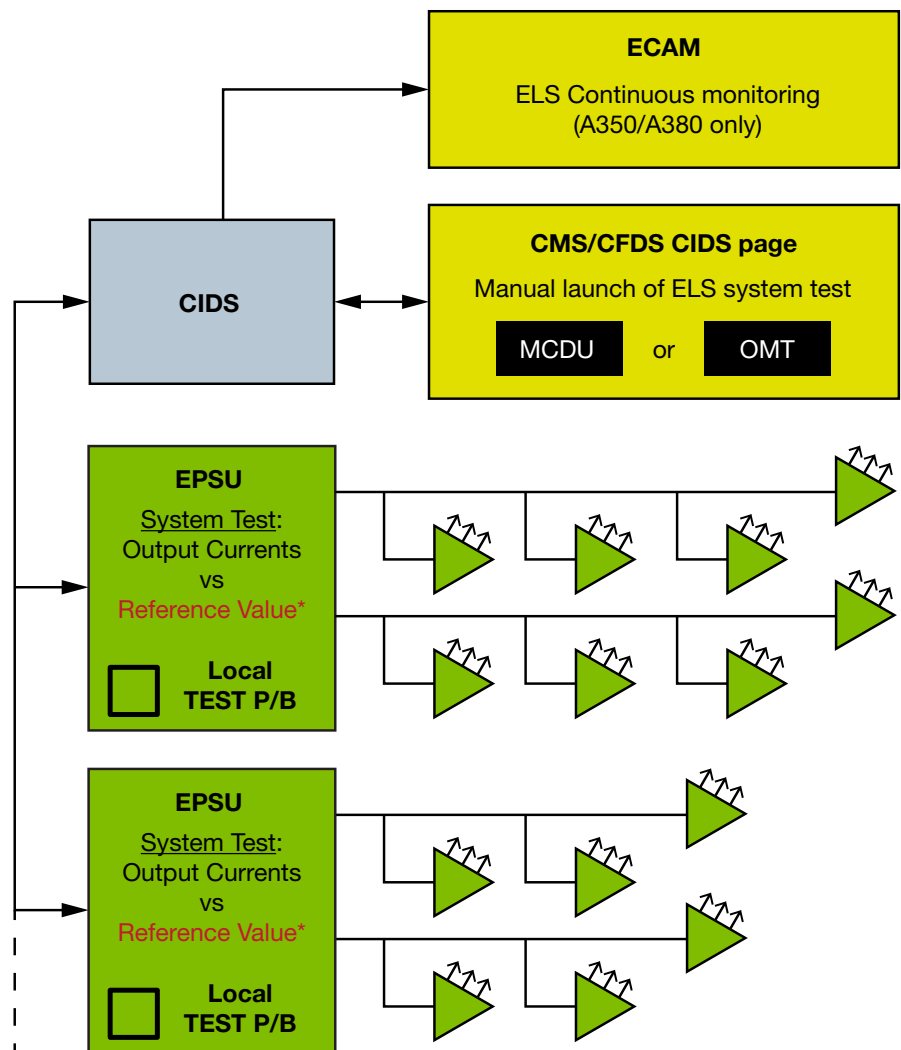 ECAM
ELS Continuous monitoring
(A350/A380 only)
CIDS
CMS/CFDS CIDS page
Manual launch of ELS system test
MCDU or OMT
EPSU
System Test:
Output Currents
vs
Reference Value*
Local
TEST P/B
EPSU
System Test:
Output Currents
vs
Reference Value*
Local
TEST P/B